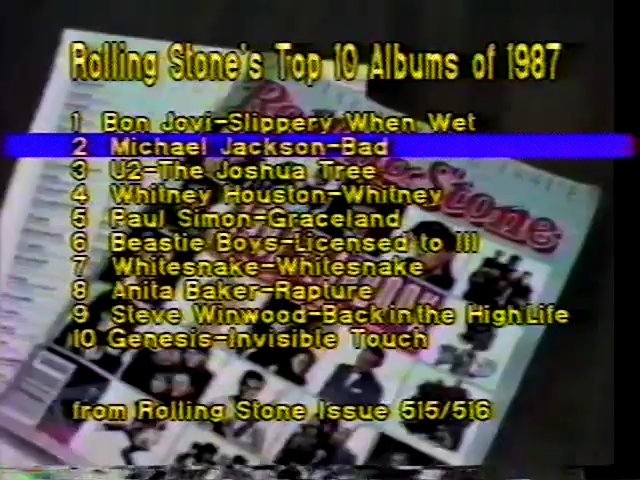 Rolling Stone's Top 10 Albums of 1987
1 Bon Jovi-Slippery When Wet
2 Michael Jackson-Bad
3 U2-The Joshua Tree
4 Whitney Houston-Whitney
5 Paul Simon-Graceland
6 Beastie Boys-Licensed to Ill
7 Whitesnake-Whitesnake
8 Anita Baker-Rapture
9 Steve Winwood-Back in the High Life
10 Genesis-Invisible Touch
from Rolling Stone Issue 515/516